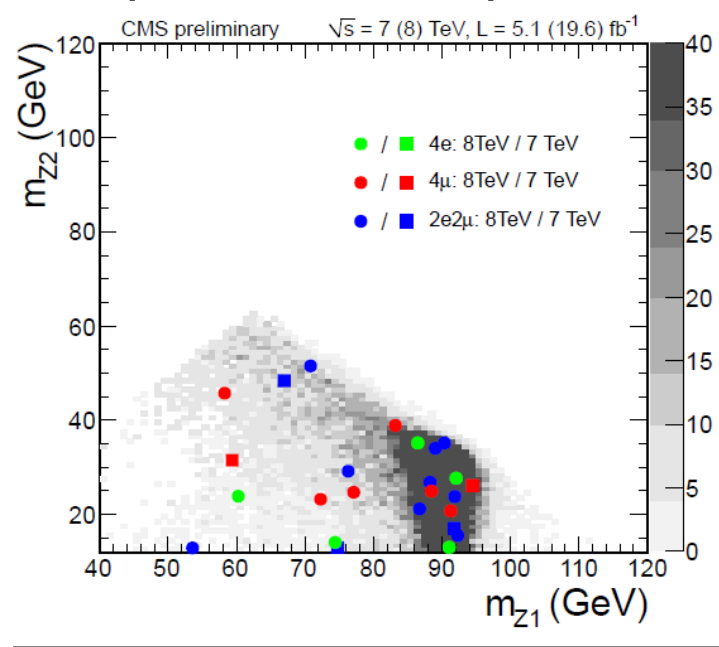 CMS preliminary √s = 7 (8) TeV, L = 5.1 (19.6) fb⁻¹
m_Z2 (GeV)
120
100
80
60
40
20
/ 4e: 8TeV / 7 TeV
/ 4μ: 8TeV / 7 TeV
/ 2e2μ: 8TeV / 7 TeV
40
35
30
25
20
15
10
5
0
40 50 60 70 80 90 100 110 120
m_Z1 (GeV)